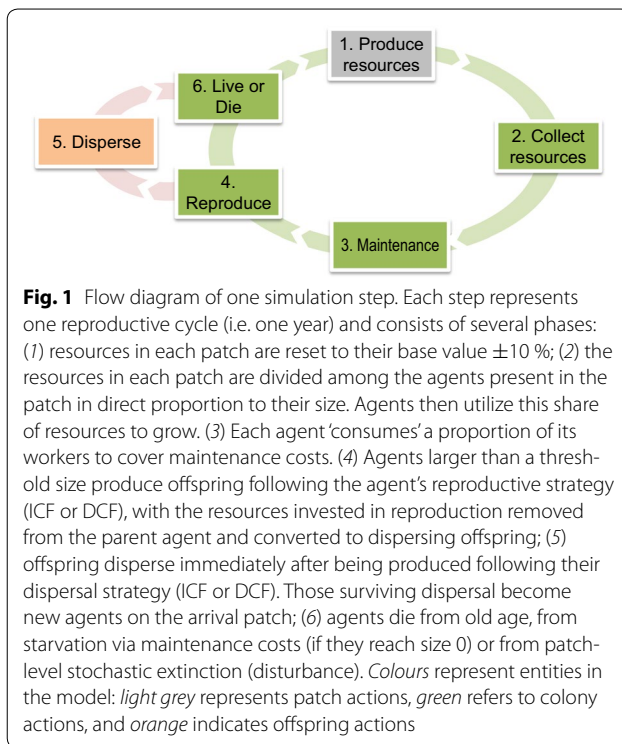 1. Produce
resources
2. Collect
resources
3. Maintenance
4.
Reproduce
5. Disperse
6. Live or
Die
Fig. 1 Flow diagram of one simulation step. Each step represents
one reproductive cycle (i.e. one year) and consists of several phases:
(1) resources in each patch are reset to their base value ±10 %; (2) the
resources in each patch are divided among the agents present in the
patch in direct proportion to their size. Agents then utilize this share
of resources to grow. (3) Each agent ‘consumes’ a proportion of its
workers to cover maintenance costs. (4) Agents larger than a thresh-
old size produce offspring following the agent’s reproductive strategy
(ICF or DCF), with the resources invested in reproduction removed
from the parent agent and converted to dispersing offspring; (5)
offspring disperse immediately after being produced following their
dispersal strategy (ICF or DCF). Those surviving dispersal become
new agents on the arrival patch; (6) agents die from old age, from
starvation via maintenance costs (if they reach size 0) or from patch-
level stochastic extinction (disturbance). Colours represent entities in
the model: light grey represents patch actions, green refers to colony
actions, and orange indicates offspring actions